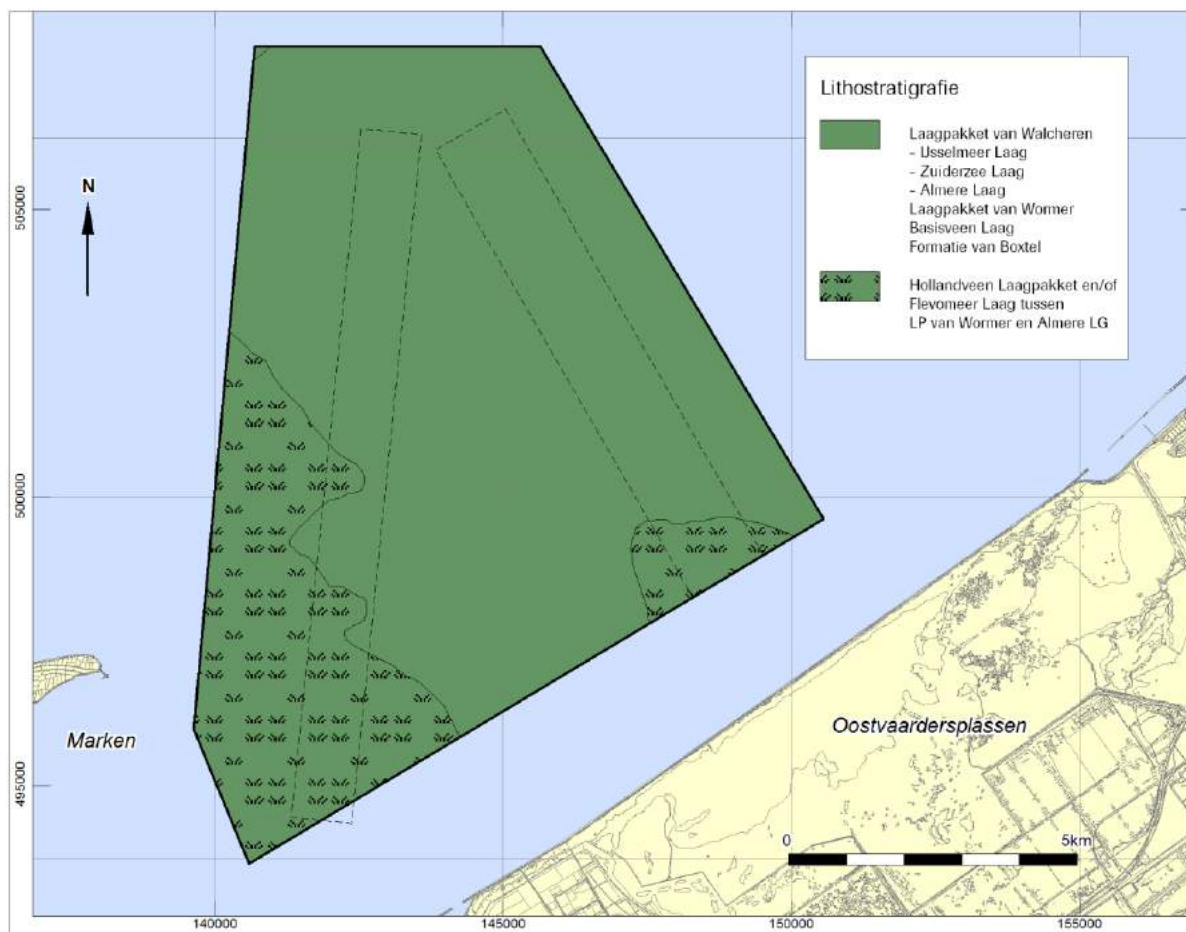 Lithostratigrafie
Laagpakket van Walcheren
- IJsselmeer Laag
- Zuiderzee Laag
- Almere Laag
Laagpakket van Wormer
Basisveen Laag
Formatie van Boxtel
Hollandveen Laagpakket en/of
Flevomeer Laag tussen
LP van Wormer en Almere LG
N
505000
500000
495000
Marken
Oostvaardersplassen
0
5km
140000
145000
150000
155000